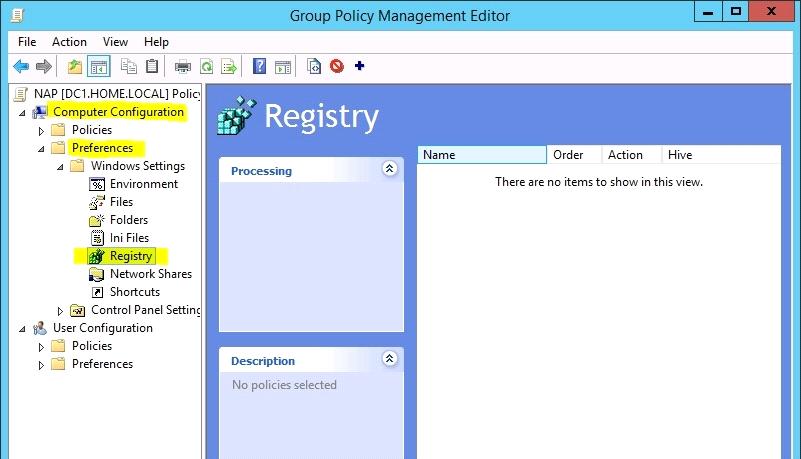 Group Policy Management Editor
File Action View Help
NAP [DC1.HOME.LOCAL] Policy
Computer Configuration
Policies
Preferences
Windows Settings
Environment
Files
Folders
Ini Files
Registry
Network Shares
Shortcuts
Control Panel Setting
User Configuration
Policies
Preferences
Registry
Processing
Description
No policies selected
Name Order Action Hive
There are no items to show in this view.